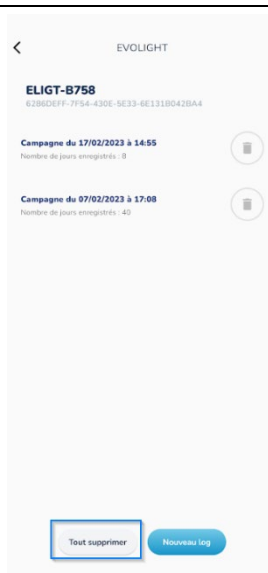 EVOLIGHT
ELIGT-B758
6286DEFF-7F54-430E-5E33-6E131B042BA4
Campagne du 17/02/2023 à 14:55
Nombre de jours enregistrés : 8
Campagne du 07/02/2023 à 17:08
Nombre de jours enregistrés : 40
Tout supprimer
Nouveau log